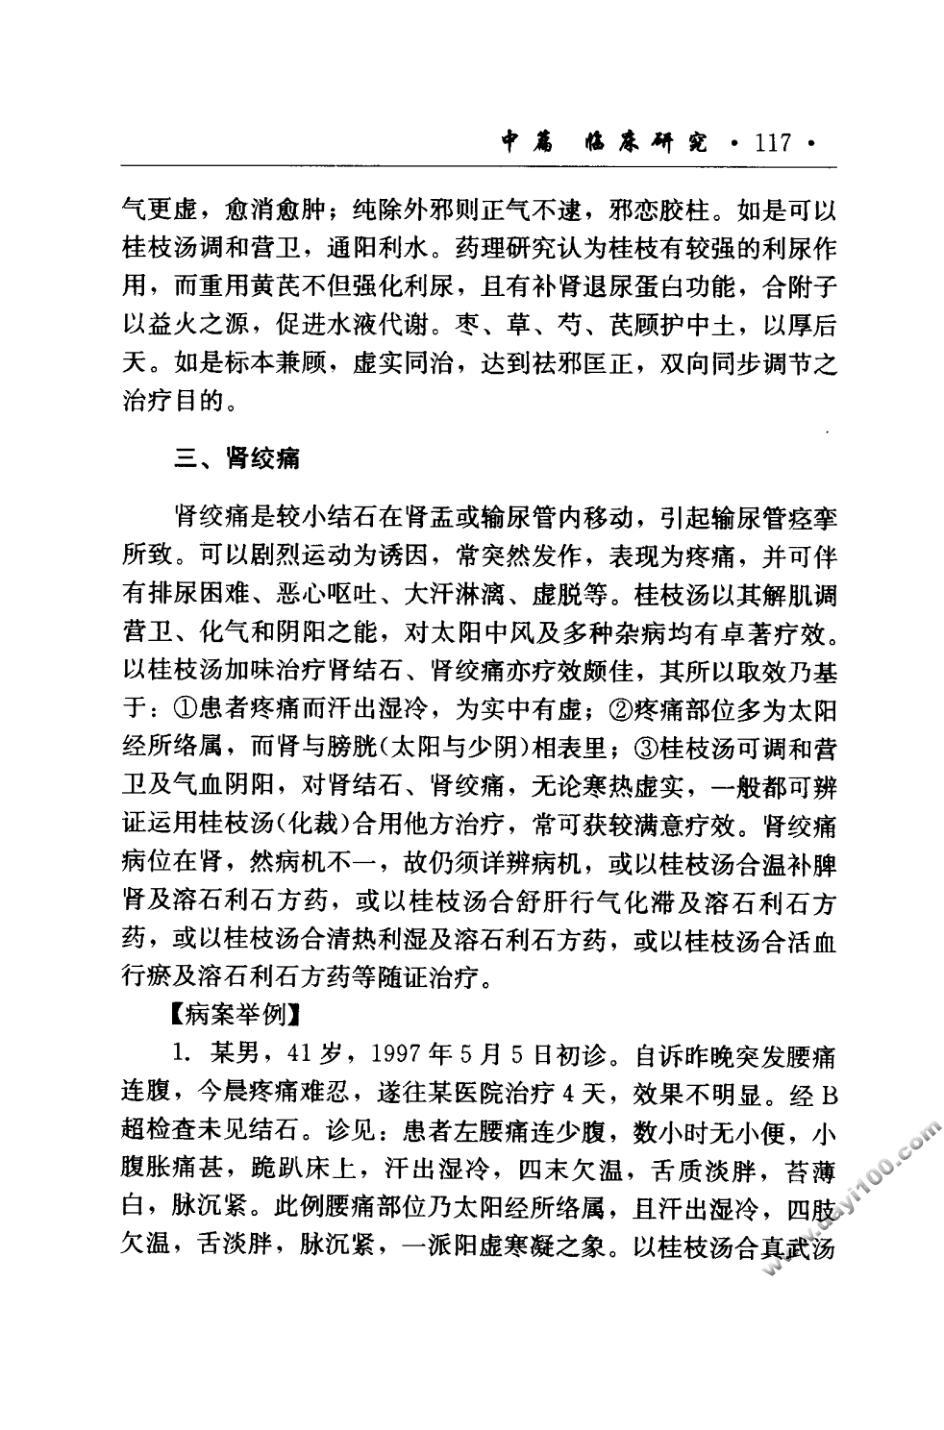 中篇 临床研究 · 117 ·
气更虚，愈消愈肿；纯除外邪则正气不逮，邪恋胶柱。如是可以
桂枝汤调和营卫，通阳利水。药理研究认为桂枝有较强的利尿作
用，而重用黄芪不但强化利尿，且有补肾退尿蛋白功能，合附子
以益火之源，促进水液代谢。枣、草、芍、芪顾护中土，以厚后
天。如是标本兼顾，虚实同治，达到祛邪匡正，双向同步调节之
治疗目的。
三、肾绞痛
肾绞痛是较小结石在肾盂或输尿管内移动，引起输尿管痉挛
所致。可以剧烈运动为诱因，常突然发作，表现为疼痛，并可伴
有排尿困难、恶心呕吐、大汗淋漓、虚脱等。桂枝汤以其解肌调
营卫、化气和阴阳之能，对太阳中风及多种杂病均有卓著疗效。
以桂枝汤加味治疗肾结石、肾绞痛亦疗效颇佳，其所以取效乃基
于：①患者疼痛而汗出湿冷，为实中有虚；②疼痛部位多为太阳
经所络属，而肾与膀胱(太阳与少阴)相表里；③桂枝汤可调和营
卫及气血阴阳，对肾结石、肾绞痛，无论寒热虚实，一般都可辨
证运用桂枝汤(化裁)合用他方治疗，常可获较满意疗效。肾绞痛
病位在肾，然病机不一，故仍须详辨病机，或以桂枝汤合温补脾
肾及溶石利石方药，或以桂枝汤合舒肝行气化滞及溶石利石方
药，或以桂枝汤合清热利湿及溶石利石方药，或以桂枝汤合活血
行瘀及溶石利石方药等随证治疗。
【病案举例】
1. 某男，41 岁，1997 年 5 月 5 日初诊。自诉昨晚突发腰痛
连腹，今晨疼痛难忍，遂往某医院治疗 4 天，效果不明显。经 B
超检查未见结石。诊见：患者左腰痛连少腹，数小时无小便，小
腹胀痛甚，跪趴床上，汗出湿冷，四末欠温，舌质淡胖，苔薄
白，脉沉紧。此例腰痛部位乃太阳经所络属，且汗出湿冷，四肢
欠温，舌淡胖，脉沉紧，一派阳虚寒凝之象。以桂枝汤合真武汤
www.dayi100.com